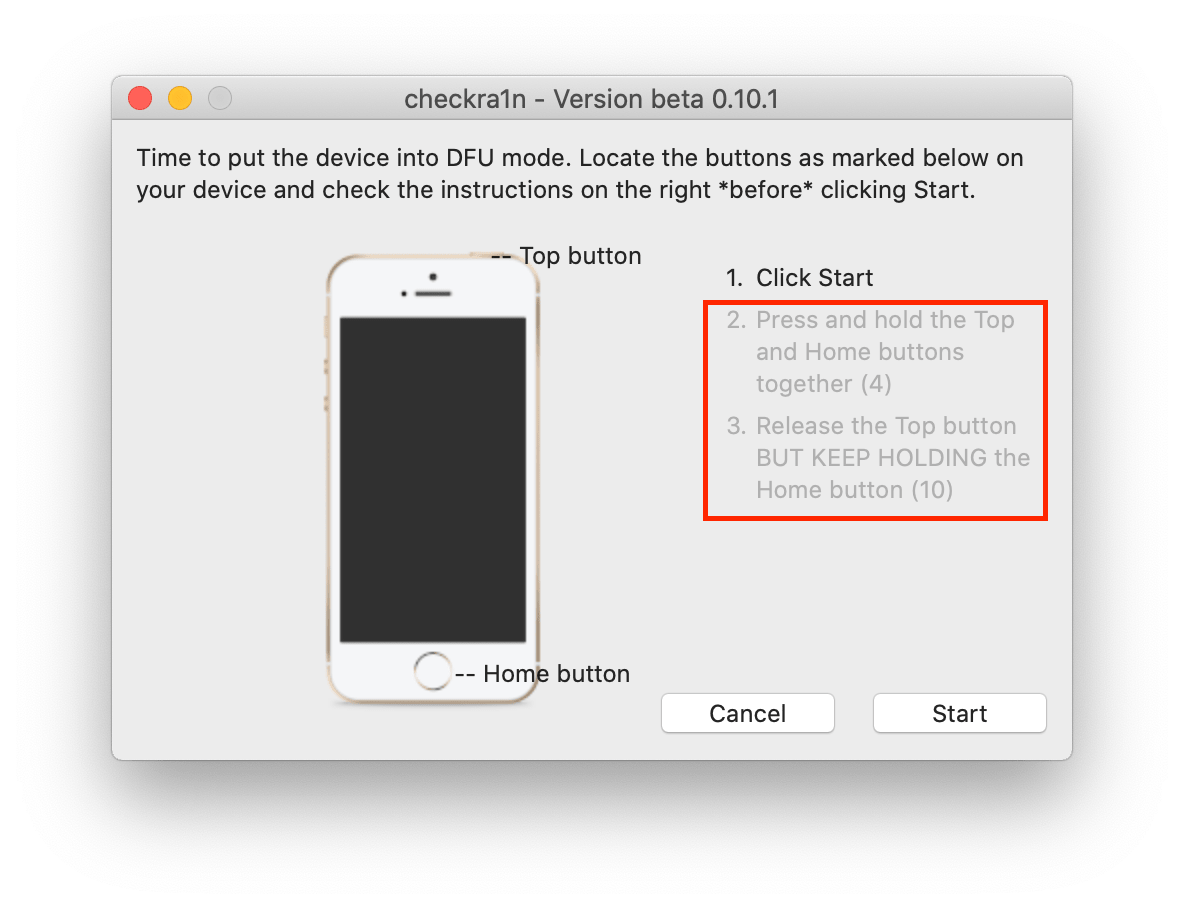 checkra1n - Version beta 0.10.1
Time to put the device into DFU mode. Locate the buttons as marked below on
your device and check the instructions on the right *before* clicking Start.
-- Top button
1. Click Start
2. Press and hold the Top
and Home buttons
together (4)
3. Release the Top button
BUT KEEP HOLDING the
Home button (10)
-- Home button
Cancel
Start